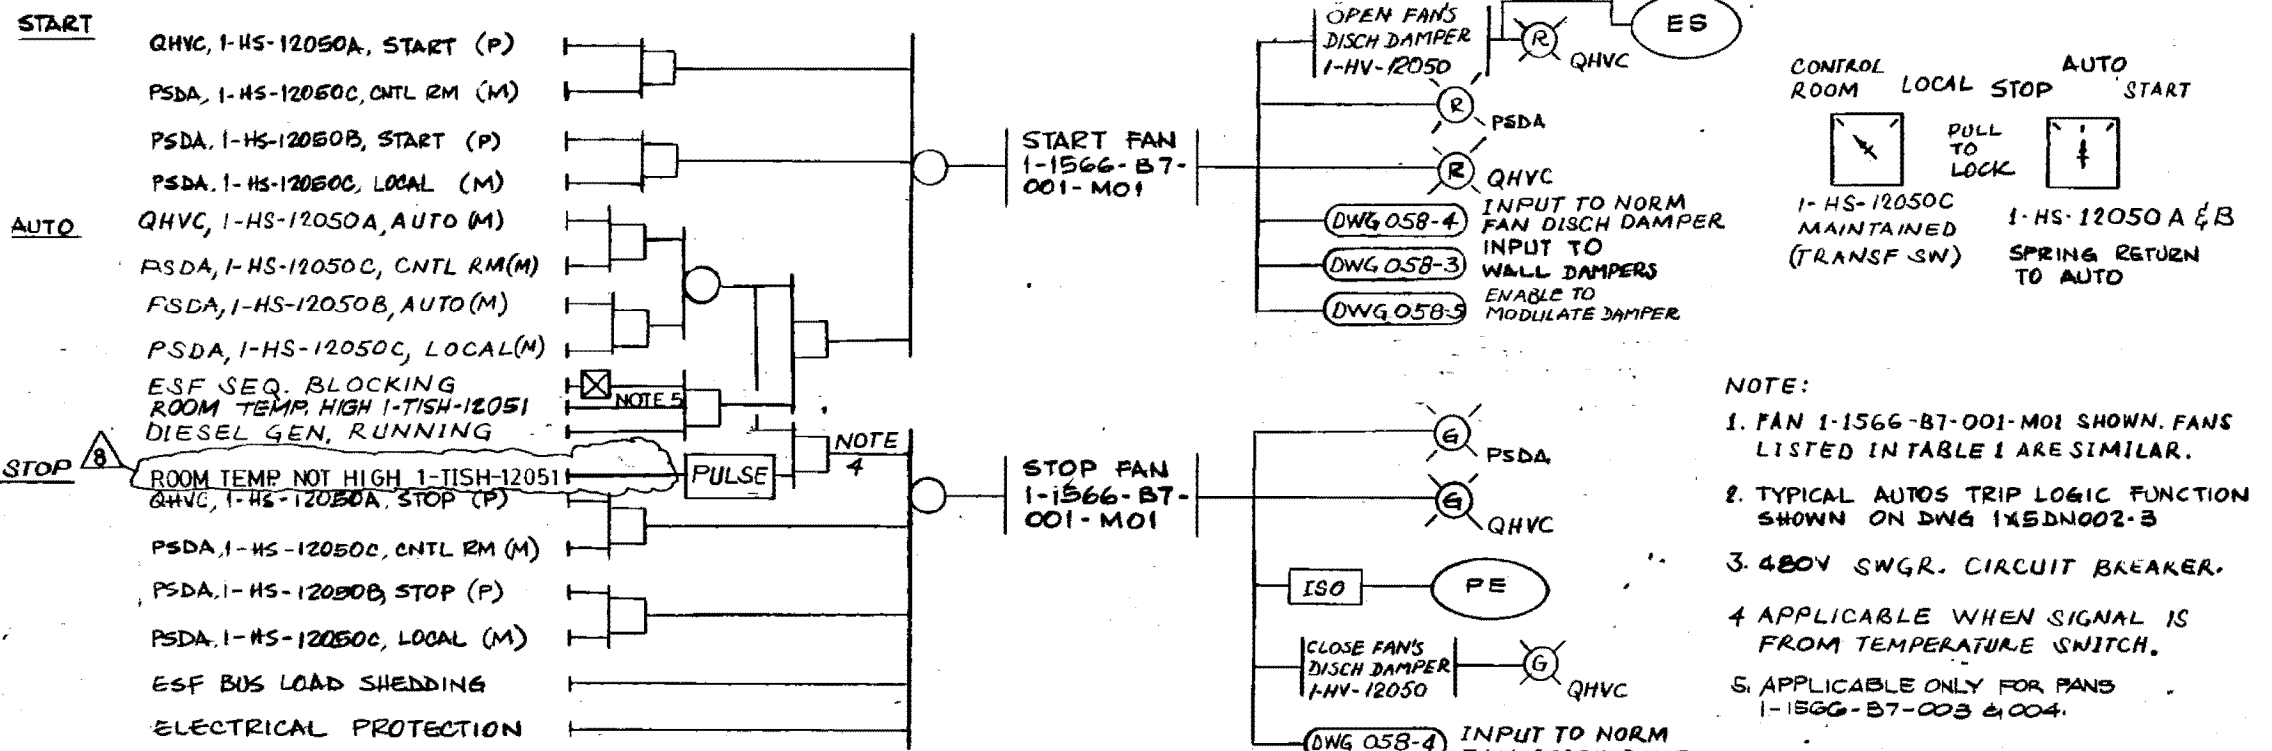 START
QHVC, 1-HS-12050A, START (P)
PSDA, 1-HS-12050C, CNTL RM (M)
PSDA, 1-HS-12050B, START (P)
PSDA, 1-HS-12050C, LOCAL (M)
AUTO
QHVC, 1-HS-12050A, AUTO (M)
PSDA, 1-HS-12050C, CNTL RM(M)
PSDA, 1-HS-12050B, AUTO (M)
PSDA, 1-HS-12050C, LOCAL(M)
ESF SEQ. BLOCKING
NOTE 5
ROOM TEMP. HIGH 1-TISH-12051
DIESEL GEN. RUNNING
STOP
8
ROOM TEMP NOT HIGH 1-TISH-12051
PULSE
NOTE
4
QHVC, 1-HS-12050A, STOP (P)
PSDA, 1-HS-12050C, CNTL RM (M)
PSDA, 1-HS-12050B, STOP (P)
PSDA, 1-HS-12050C, LOCAL (M)
ESF BUS LOAD SHEDDING
ELECTRICAL PROTECTION
START FAN
1-1566-B7-
001-M01
STOP FAN
1-1566-B7-
001-M01
OPEN FAN'S
DISCH DAMPER
1-HV-12050
R
QHVC
ES
R
PSDA
R
QHVC
DWG 058-4
INPUT TO NORM
FAN DISCH DAMPER
DWG 058-3
INPUT TO
WALL DAMPERS
DWG 058-5
ENABLE TO
MODULATE DAMPER
G
PSDA
G
QHVC
ISO
PE
CLOSE FAN'S
DISCH DAMPER
1-HV-12050
G
QHVC
DWG 058-4
INPUT TO NORM
CONTROL
ROOM
LOCAL
STOP
AUTO
START
PULL
TO
LOCK
1-HS-12050C
MAINTAINED
(TRANSF SW)
1-HS-12050 A & B
SPRING RETURN
TO AUTO
NOTE:
1. FAN 1-1566-B7-001-M01 SHOWN. FANS
LISTED IN TABLE 1 ARE SIMILAR.
2. TYPICAL AUTOS TRIP LOGIC FUNCTION
SHOWN ON DWG 1X5DN002-3
3. 480V SWGR. CIRCUIT BREAKER.
4 APPLICABLE WHEN SIGNAL IS
FROM TEMPERATURE SWITCH.
5. APPLICABLE ONLY FOR FANS
1-1566-B7-003 & 004.